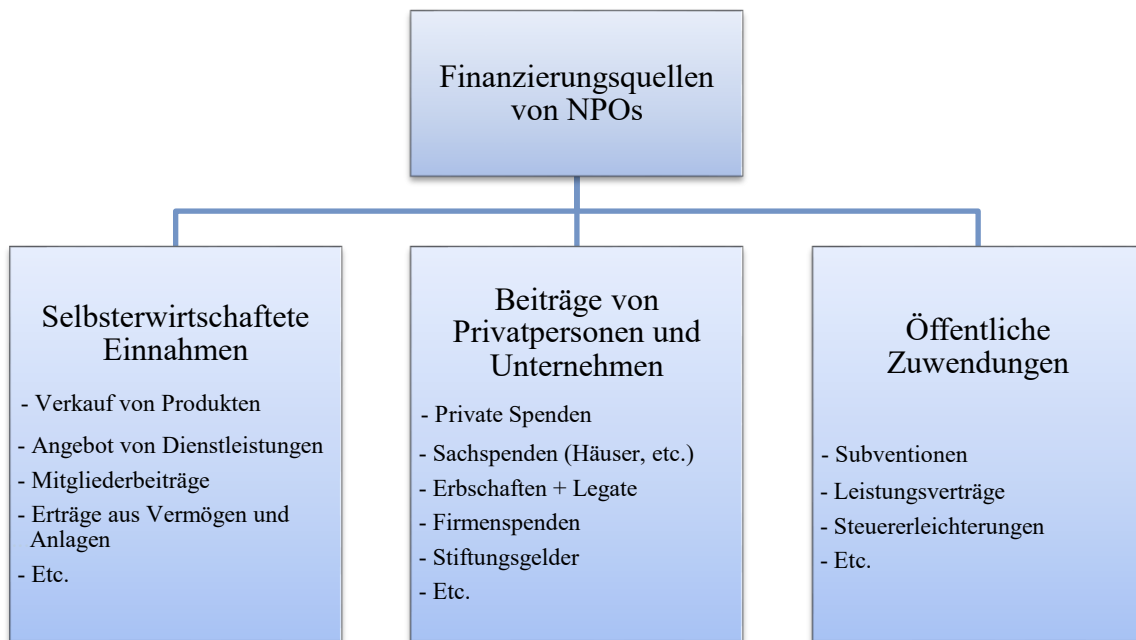 Finanzierungsquellen
von NPOs
Selbsterwirtschaftete
Einnahmen
- Verkauf von Produkten
- Angebot von Dienstleistungen
- Mitgliederbeiträge
- Erträge aus Vermögen und
Anlagen
- Etc.
Beiträge von
Privatpersonen und
Unternehmen
- Private Spenden
- Sachspenden (Häuser, etc.)
- Erbschaften + Legate
- Firmenspenden
- Stiftungsgelder
- Etc.
Öffentliche
Zuwendungen
- Subventionen
- Leistungsverträge
- Steuererleichterungen
- Etc.